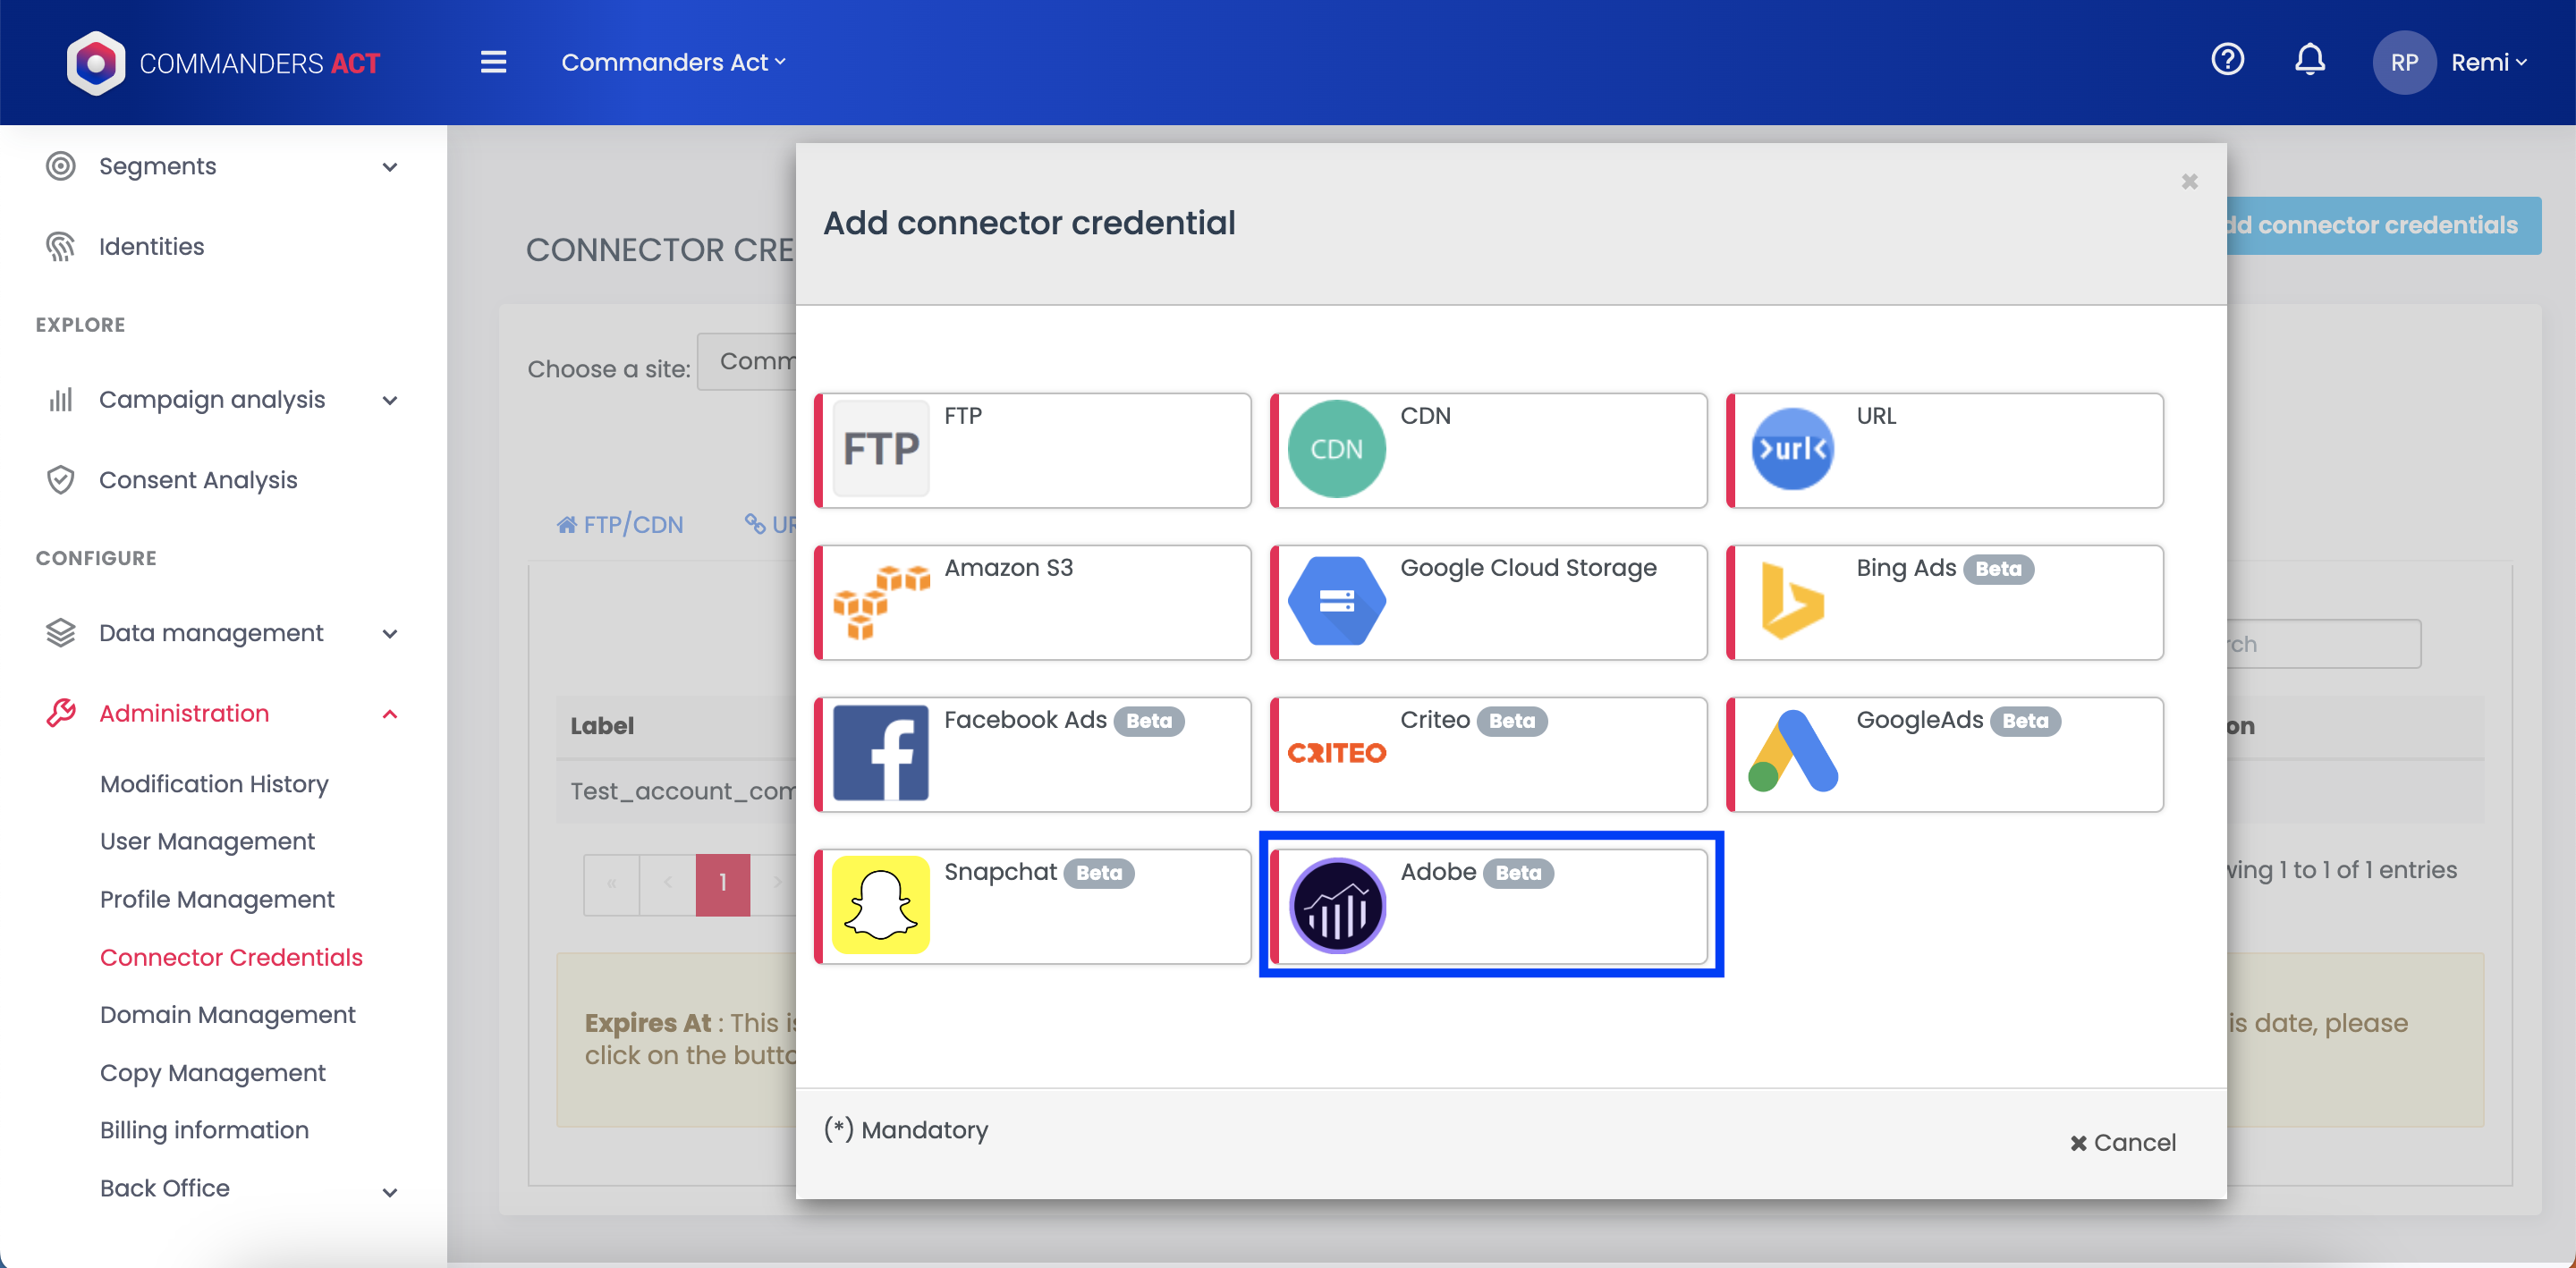 COMMANDERS ACT
Commanders Act
RP
Remi
Segments
Identities
EXPLORE
Campaign analysis
Consent Analysis
CONFIGURE
Data management
Administration
Modification History
User Management
Profile Management
Connector Credentials
Domain Management
Copy Management
Billing information
Back Office
CONNECTOR CRE
dd connector credentials
Choose a site:
Comm
FTP/CDN
UR
rch
Label
on
Test_account_com
«
<
1
>
wing 1 to 1 of 1 entries
Expires At : This is
is date, please
click on the butto
Add connector credential
FTP
FTP
CDN
CDN
>url<
URL
Amazon S3
Google Cloud Storage
Bing Ads Beta
Facebook Ads Beta
Criteo Beta
CRITEO
GoogleAds Beta
Snapchat Beta
Adobe Beta
(*) Mandatory
Cancel